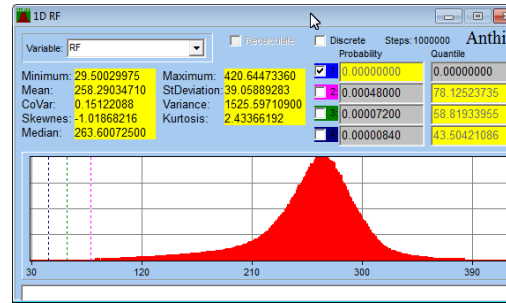 1D RF
Variable: RF Recalculate Discrete Steps:1000000 Anthi
Probability Quantile
Minimum: 29.50029975 Maximum: 420.64473360 1 0.00000000 0.00000000
Mean: 258.29034710 StDeviation: 39.05889283 2 0.00048000 78.12523735
CoVar: 0.15122088 Variance: 1525.59710900 3 0.00007200 58.81933955
Skewnes: -1.01868216 Kurtosis: 2.43366192 0.00000840 43.50421086
Median: 263.60072500
30 120 210 300 390